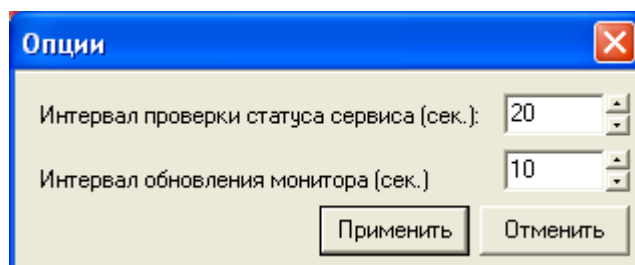 Опции
Интервал проверки статуса сервиса (сек.): 20
Интервал обновления монитора (сек.) 10
Применить Отменить